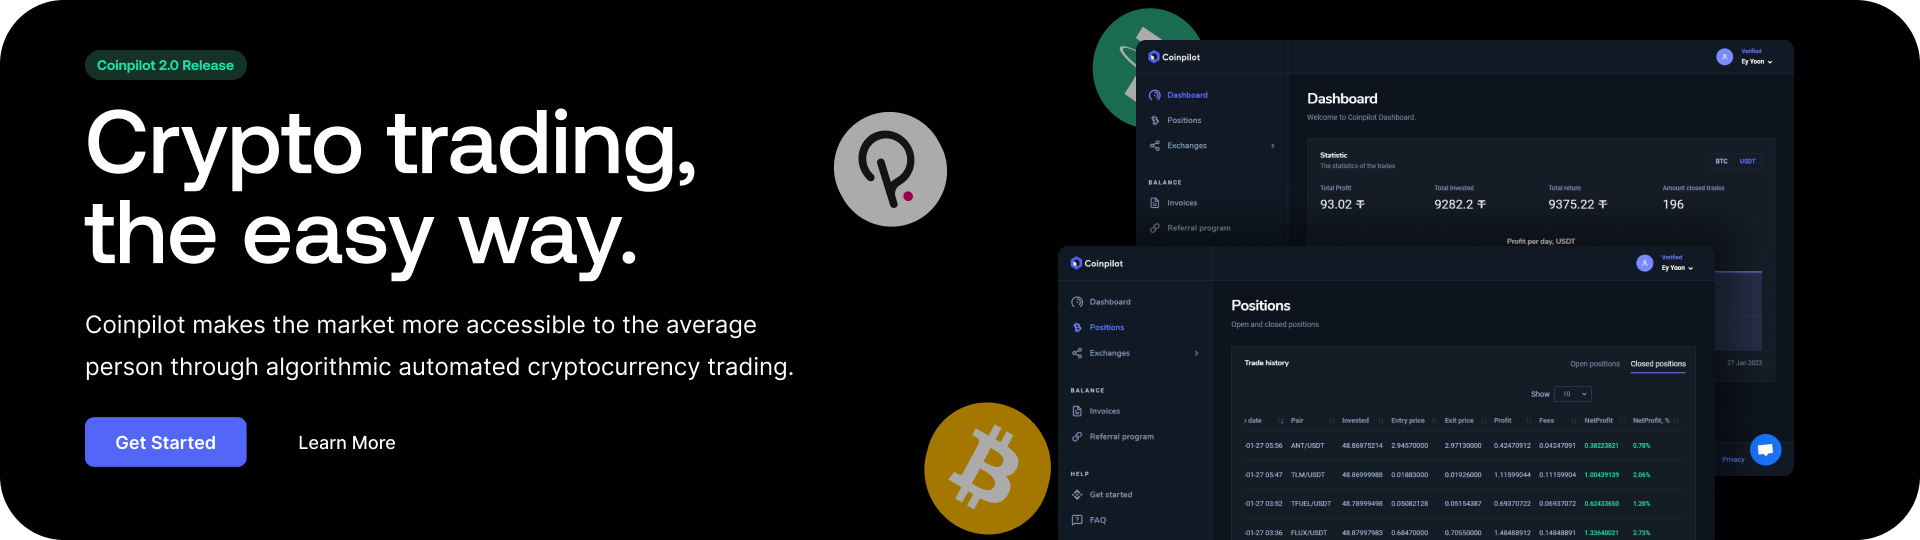 Coinpilot 2.0 Release
Crypto trading,
the easy way.
Coinpilot makes the market more accessible to the average
person through algorithmic automated cryptocurrency trading.
Get Started
Learn More
Coinpilot
Verified
Ey Yoon
Dashboard
Positions
Exchanges
BALANCE
Invoices
Referral program
Dashboard
Welcome to Coinpilot Dashboard.
Statistic
The statistics of the trades
BTC USDT
Total Profit Total invested Total return Amount closed trades
93.02 ₸ 9282.2 ₸ 9375.22 ₸ 196
Profit per day, USDT
27 Jan 2023
Privacy
Coinpilot
Verified
Ey Yoon
Dashboard
Positions
Exchanges
BALANCE
Invoices
Referral program
HELP
Get started
FAQ
Positions
Open and closed positions
Trade history
Open positions Closed positions
Show 10
date Pair Invested Entry price Exit price Profit Fees NetProfit NetProfit, %
-01-27 05:56 ANT/USDT 48.86975214 2.94570000 2.97130000 0.42470912 0.04247091 0.38223821 0.78%
-01-27 05:47 TLM/USDT 48.86999988 0.01883000 0.01926000 1.11599044 0.11159904 1.00439139 2.06%
-01-27 03:52 TFUEL/USDT 48.78999498 0.05082128 0.05154387 0.69370722 0.06937072 0.62433650 1.28%
-01-27 03:36 FLUX/USDT 48.87997983 0.68470000 0.70550000 1.48488912 0.14848891 1.33640021 2.73%